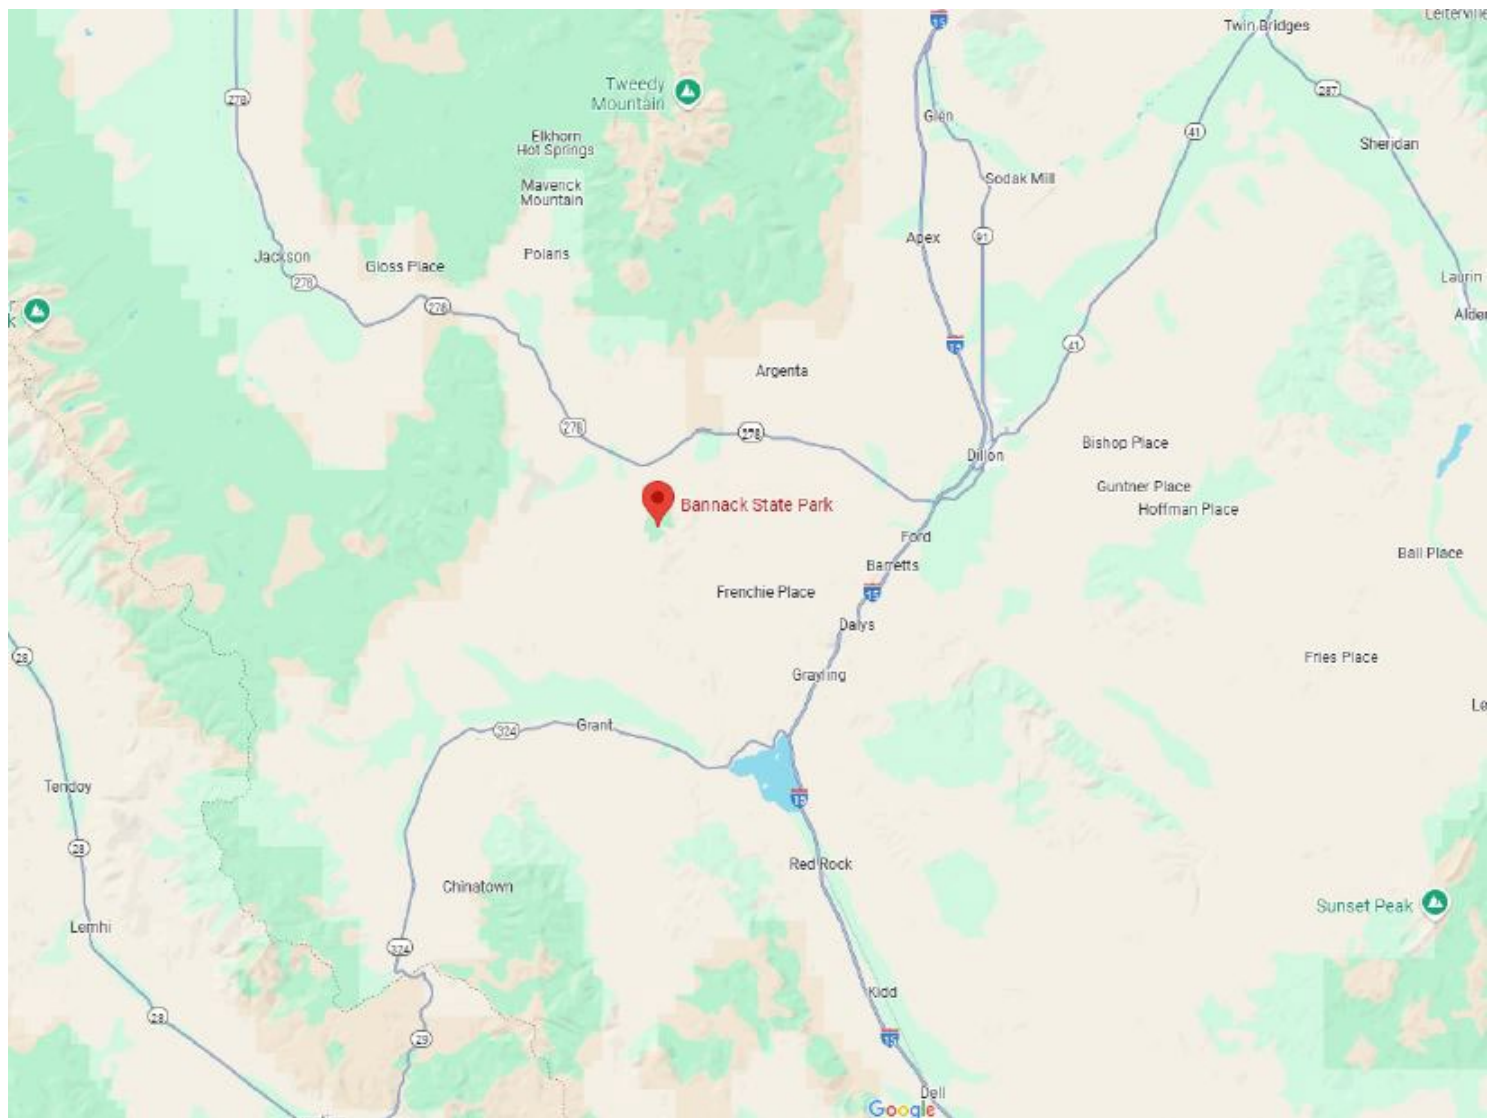 15
Twin Bridges
Leiterville
Tweedy
Mountain
278
287
Glen
41
Elkhorn
Hot Springs
Sheridan
Maverick
Mountain
Sodak Mill
Apex
91
Polaris
Jackson
Gloss Place
278
278
Laurin
k
Alder
15
41
Argenta
278
278
Bishop Place
Dillon
Guntner Place
Bannack State Park
Hoffman Place
Ford
Ball Place
Barretts
Frenchie Place
15
Dalys
28
Fries Place
Grayling
Le
324
Grant
Tendoy
15
28
Red Rock
Chinatown
Sunset Peak
Lemhi
324
Kidd
28
29
15
Dell
Google